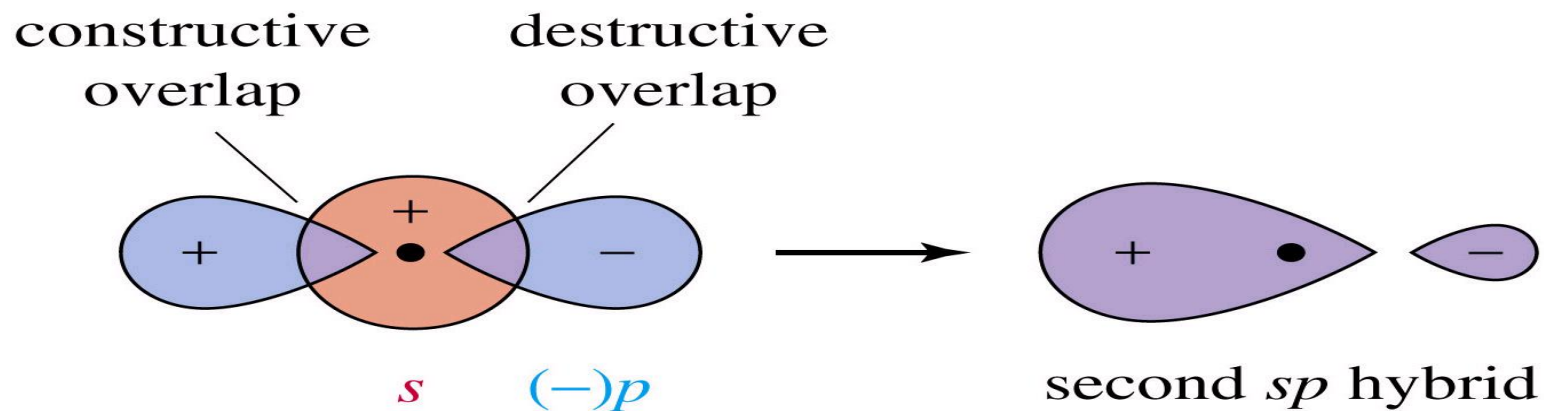 constructive overlap
destructive overlap
+
+
−
+
−
s
(−)p
second sp hybrid